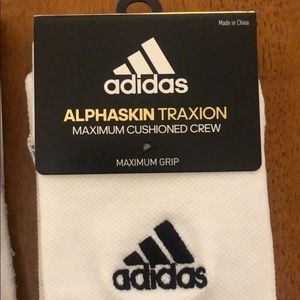 Made in China
adidas
ALPHASKIN TRAXION
MAXIMUM CUSHIONED CREW
MAXIMUM GRIP
adidas